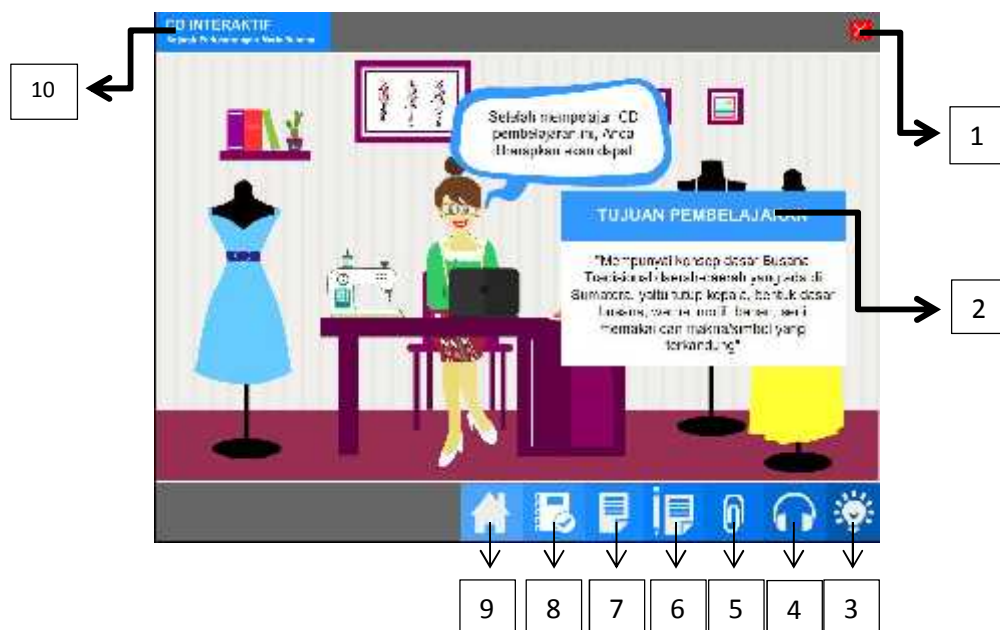 CD INTERAKTIF
10
1
Setelah mempelajari CD
pembelajaran ini, Anda
diharapkan akan dapat
TUJUAN PEMBELAJARAN
"Mempunyai konsep dasar Busana
Tradisional daerah-daerah yang ada di
Sumatera, yaitu tutup kepala, bentuk dasar
busana, warna, motif, bahan, seni
memakai dan makna/simbol yang
terkandung"
2
9
8
7
6
5
4
3